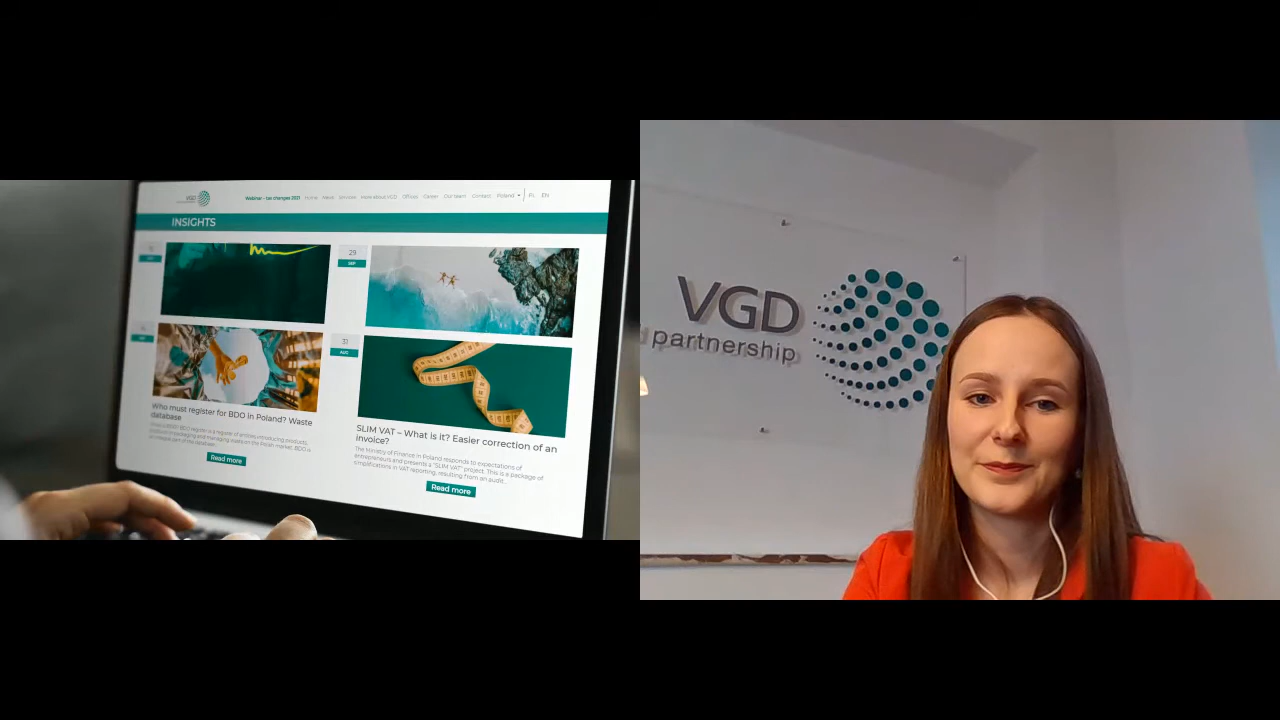 VGD
Webinar - tax changes 2021 Home News Services More about VGD Offices Career Our team Contact Poland PL EN
INSIGHTS
29
SEP
31
AUG
Who must register for BDO in Poland? Waste
database
Read more
SLIM VAT – What is it? Easier correction of an
invoice?
The Ministry of Finance in Poland responds to expectations of
entrepreneurs and presents a "SLIM VAT" project. This is a package of
simplifications in VAT reporting, resulting from an audit...
Read more
VGD
partnership